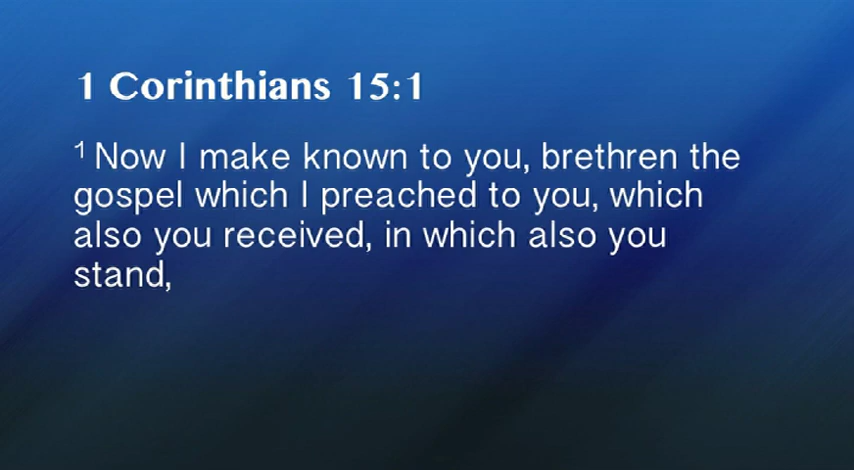 1 Corinthians 15:1
1 Now I make known to you, brethren the
gospel which I preached to you, which
also you received, in which also you
stand,